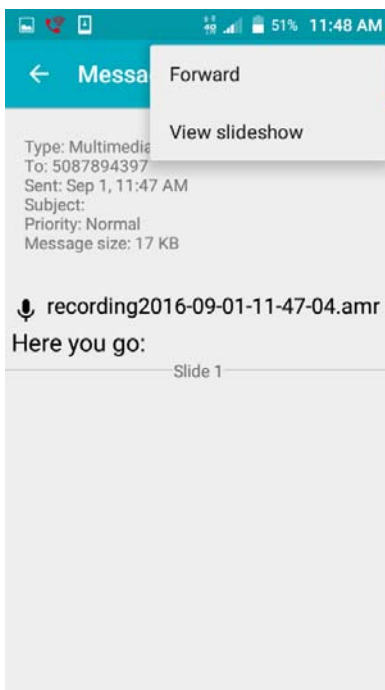 51% 11:48 AM
Messa
Forward
View slideshow
Type: Multimedia
To: 5087894397
Sent: Sep 1, 11:47 AM
Subject:
Priority: Normal
Message size: 17 KB
recording2016-09-01-11-47-04.amr
Here you go:
Slide 1